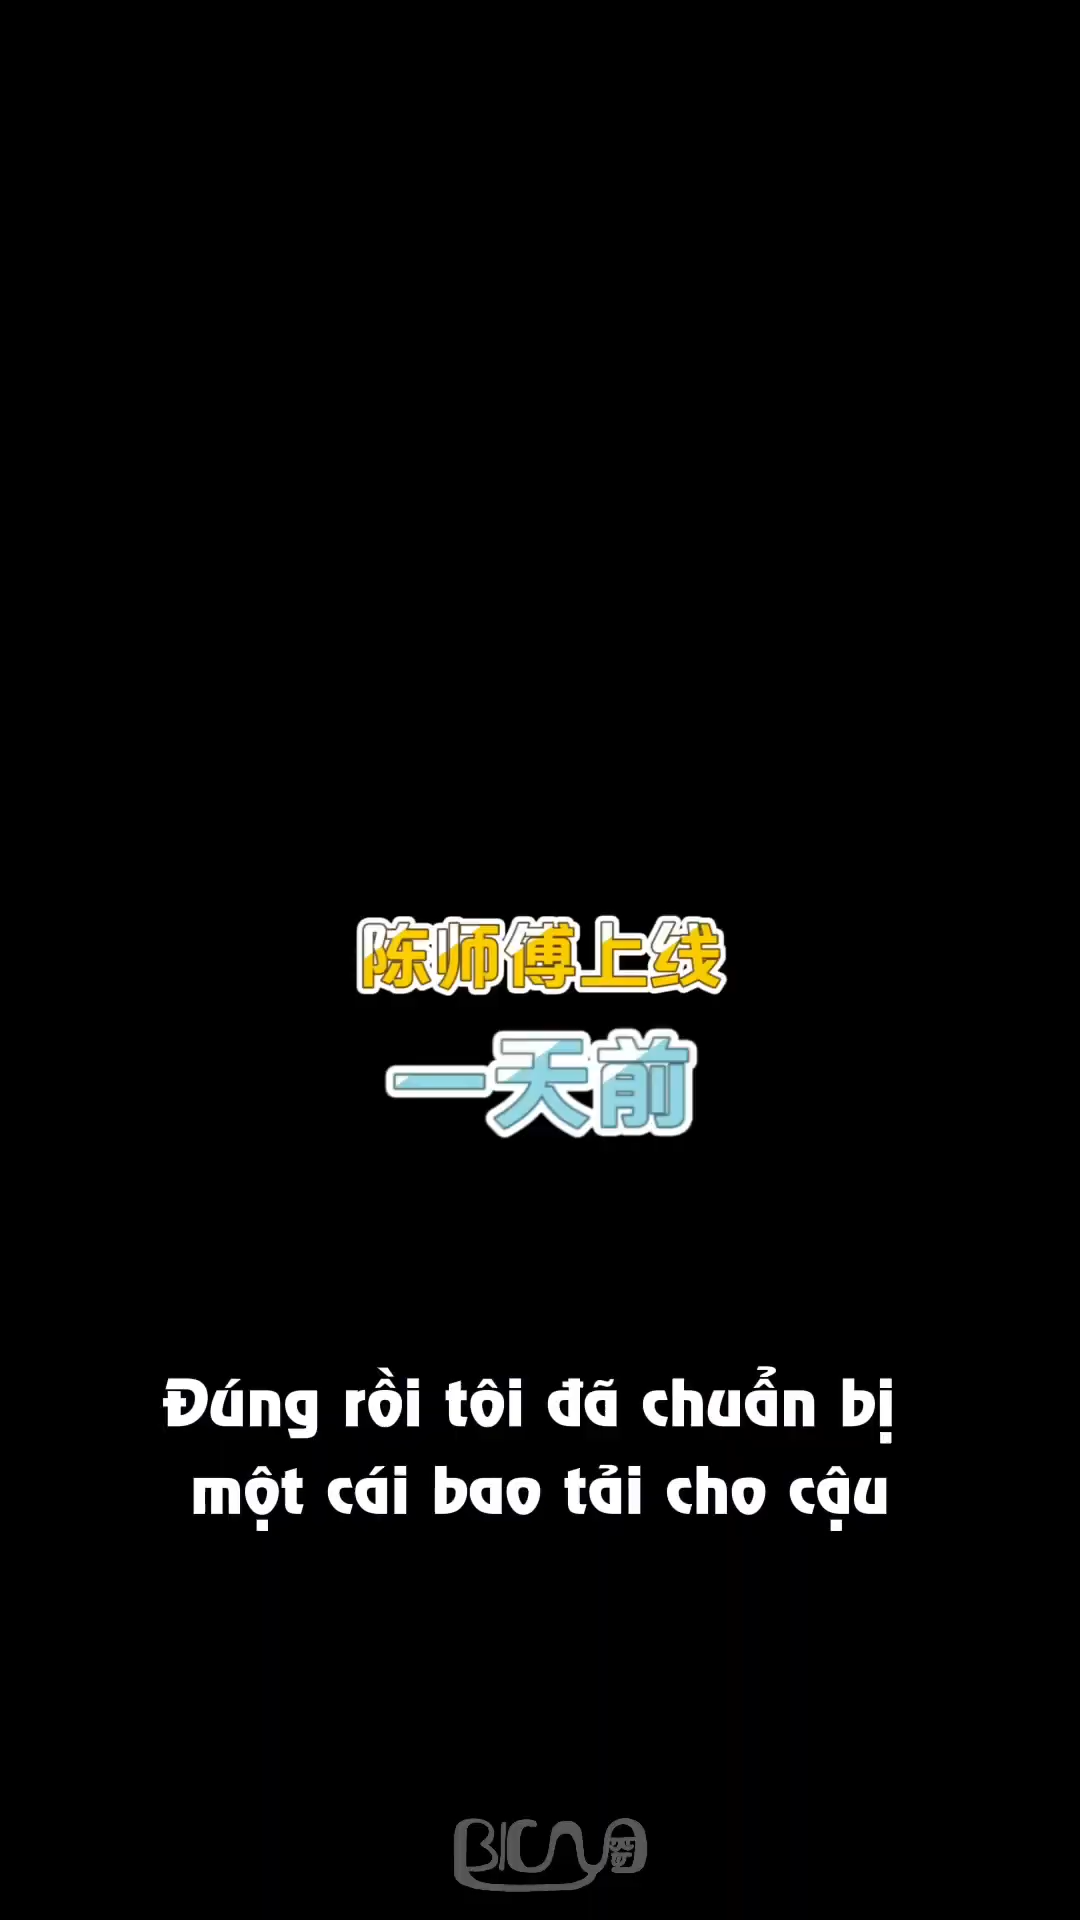 陈师傅上线
一天前
Đúng rồi tôi đã chuẩn bị
một cái bao tải cho cậu